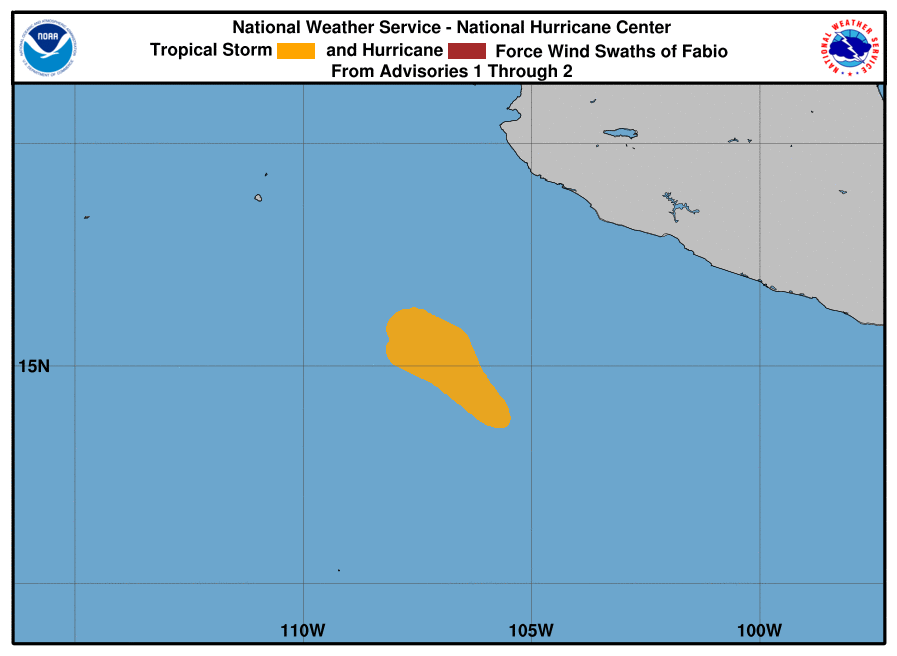 National Weather Service - National Hurricane Center
Tropical Storm and Hurricane Force Wind Swaths of Fabio
From Advisories 1 Through 2
NOAA
NATIONAL WEATHER SERVICE
15N
110W 105W 100W